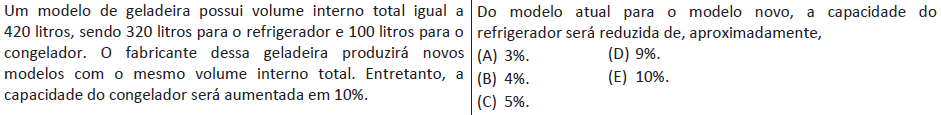 Um modelo de geladeira possui volume interno total igual a
420 litros, sendo 320 litros para o refrigerador e 100 litros para o
congelador. O fabricante dessa geladeira produzirá novos
modelos com o mesmo volume interno total. Entretanto, a
capacidade do congelador será aumentada em 10%.
Do modelo atual para o modelo novo, a capacidade do
refrigerador será reduzida de, aproximadamente,
(A) 3%.
(B) 4%.
(C) 5%.
(D) 9%.
(E) 10%.